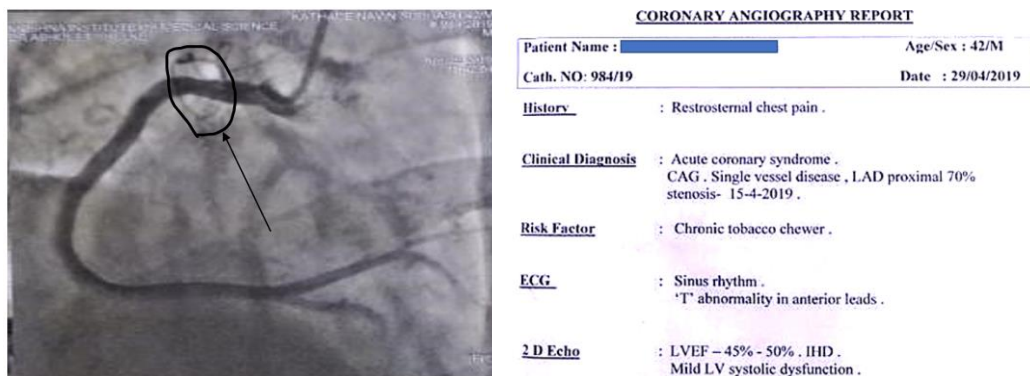 CORONARY ANGIOGRAPHY REPORT
Patient Name :
Age/Sex : 42/M
Cath. NO: 984/19
Date : 29/04/2019
History : Restrosternal chest pain .
Clinical Diagnosis : Acute coronary syndrome .
CAG . Single vessel disease , LAD proximal 70%
stenosis- 15-4-2019 .
Risk Factor : Chronic tobacco chewer .
ECG : Sinus rhythm .
‘T’ abnormality in anterior leads .
2 D Echo : LVEF – 45% - 50% . IHD .
Mild LV systolic dysfunction .